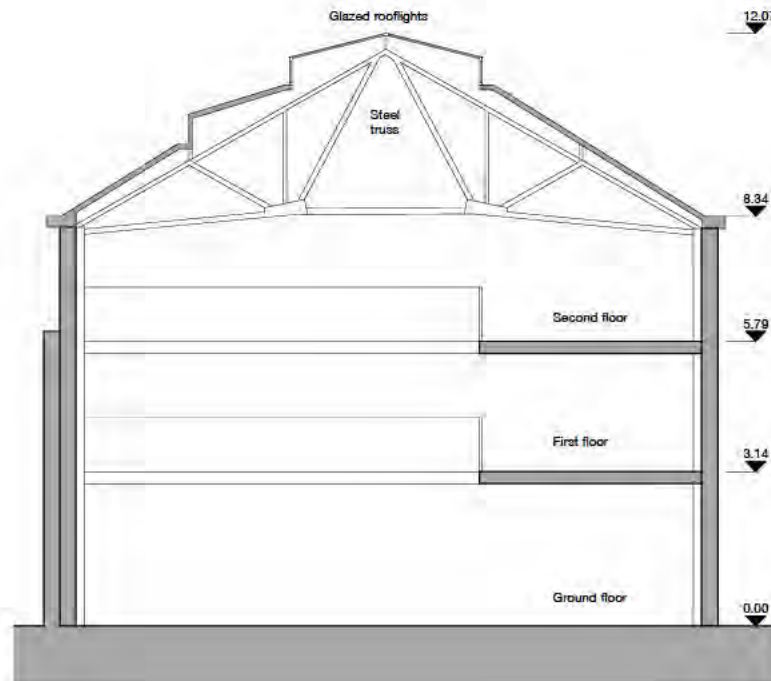 Glazed rooflights
12.07
Steel
truss
8.34
Second floor
5.79
First floor
3.14
Ground floor
0.00